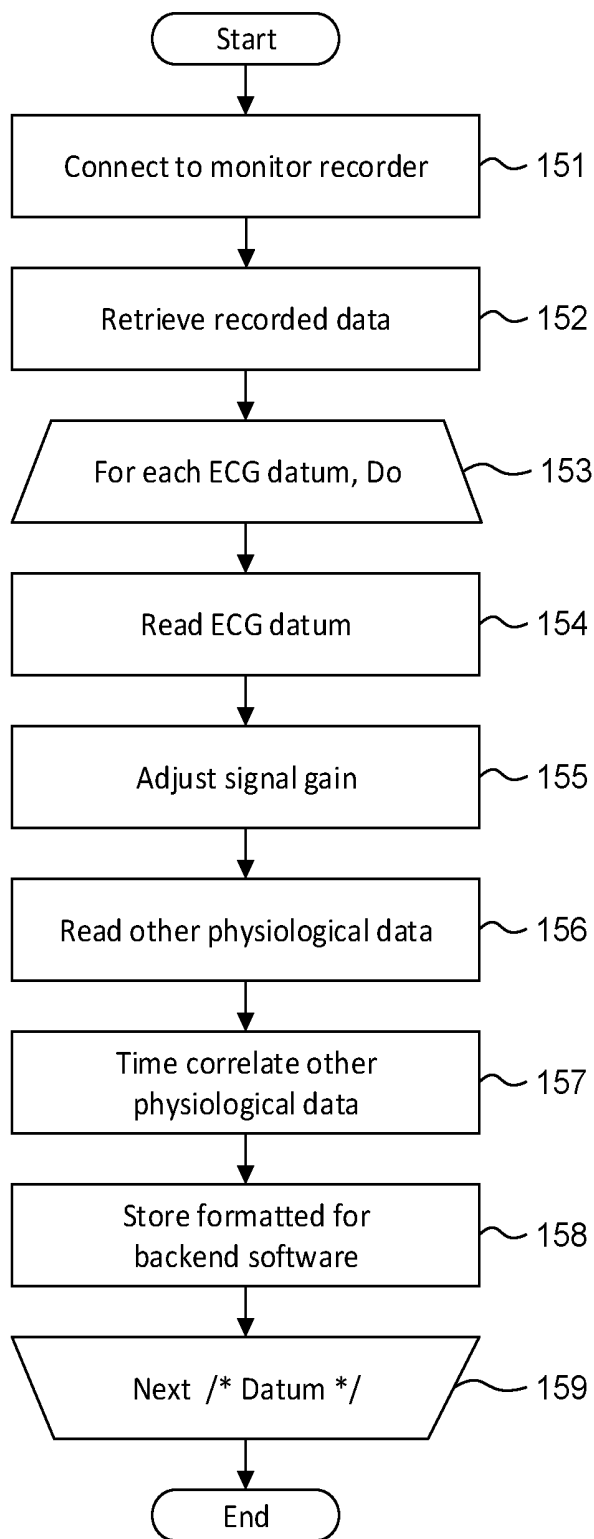 Start
Connect to monitor recorder
151
Retrieve recorded data
152
For each ECG datum, Do
153
Read ECG datum
154
Adjust signal gain
155
Read other physiological data
156
Time correlate other
physiological data
157
Store formatted for
backend software
158
Next /* Datum */
159
End